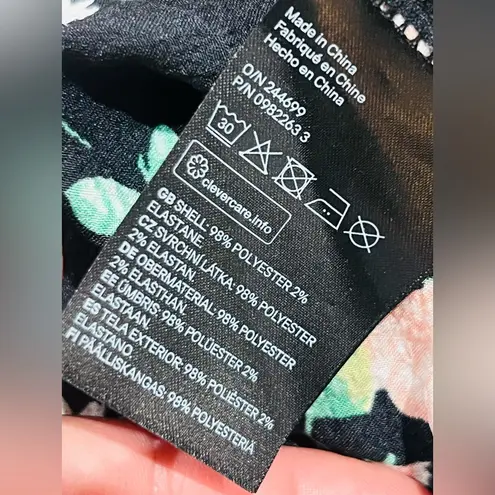 Made in China
Fabriqué en Chine
Hecho en China
O/N 244699
P/N 0982263 3
30
clevercare.info
GB SHELL: 98% POLYESTER 2%
ELASTANE.
CZ SVRCHNI LÁTKA: 98% POLYESTER
2% ELASTAN.
DE OBERMATERIAL: 98% POLYESTER
2% ELASTHAN.
EE ÜMBRIS: 98% POLÜESTER 2%
ELASTAAN.
ES TELA EXTERIOR: 98% POLIÉSTER 2%
ELASTANO.
FI PÄÄLLISKANGAS: 98% POLYESTERIÄ